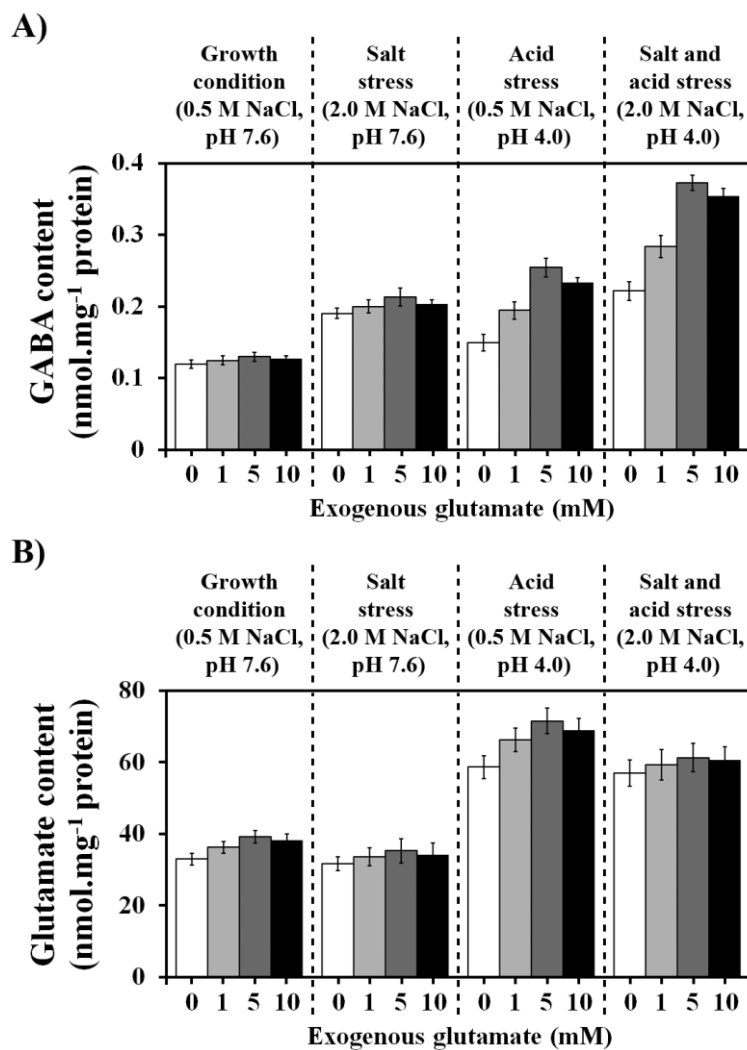 A)
Growth condition (0.5 M NaCl, pH 7.6)
Salt stress (2.0 M NaCl, pH 7.6)
Acid stress (0.5 M NaCl, pH 4.0)
Salt and acid stress (2.0 M NaCl, pH 4.0)
GABA content
(nmol.mg⁻¹ protein)
0.4
0.3
0.2
0.1
0
0 1 5 10 0 1 5 10 0 1 5 10 0 1 5 10
Exogenous glutamate (mM)
B)
Growth condition (0.5 M NaCl, pH 7.6)
Salt stress (2.0 M NaCl, pH 7.6)
Acid stress (0.5 M NaCl, pH 4.0)
Salt and acid stress (2.0 M NaCl, pH 4.0)
Glutamate content
(nmol.mg⁻¹ protein)
80
60
40
20
0
0 1 5 10 0 1 5 10 0 1 5 10 0 1 5 10
Exogenous glutamate (mM)